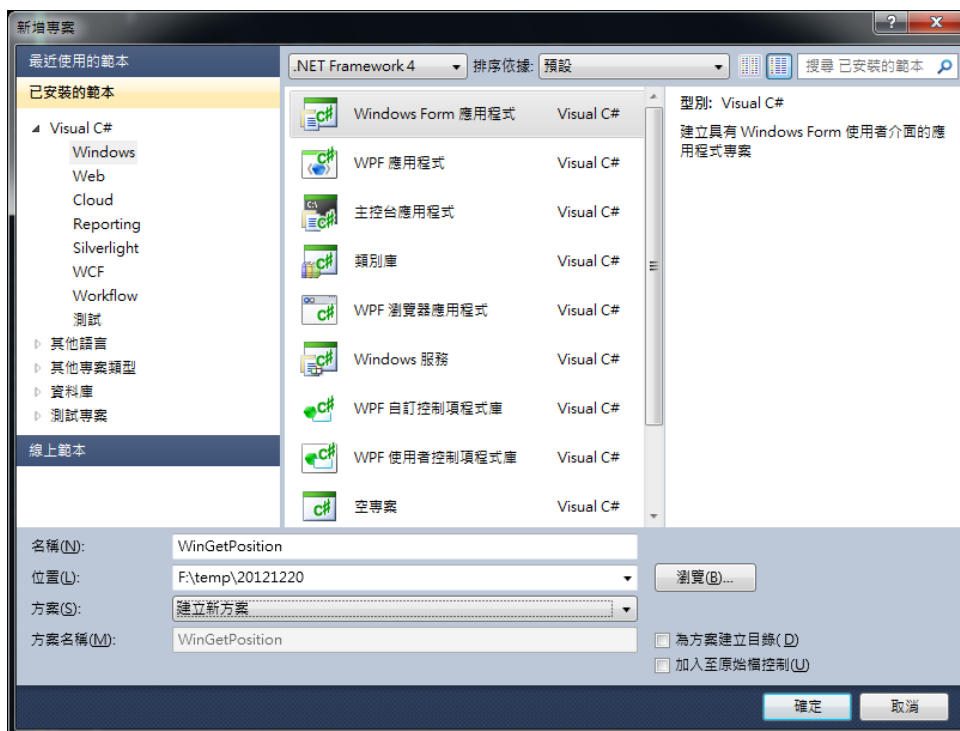 新增專案
最近使用的範本
已安裝的範本
Visual C#
Windows
Web
Cloud
Reporting
Silverlight
WCF
Workflow
測試
其他語言
其他專案類型
資料庫
測試專案
線上範本
.NET Framework 4 排序依據: 預設 搜尋 已安裝的範本
Windows Form 應用程式 Visual C#
WPF 應用程式 Visual C#
主控台應用程式 Visual C#
類別庫 Visual C#
WPF 瀏覽器應用程式 Visual C#
Windows 服務 Visual C#
WPF 自訂控制項程式庫 Visual C#
WPF 使用者控制項程式庫 Visual C#
空專案 Visual C#
型別: Visual C#
建立具有 Windows Form 使用者介面的應
用程式專案
名稱(N): WinGetPosition
位置(L): F:\temp\20121220 瀏覽(B)...
方案(S): 建立新方案
方案名稱(M): WinGetPosition 為方案建立目錄(D)
加入至原始檔控制(U)
確定 取消